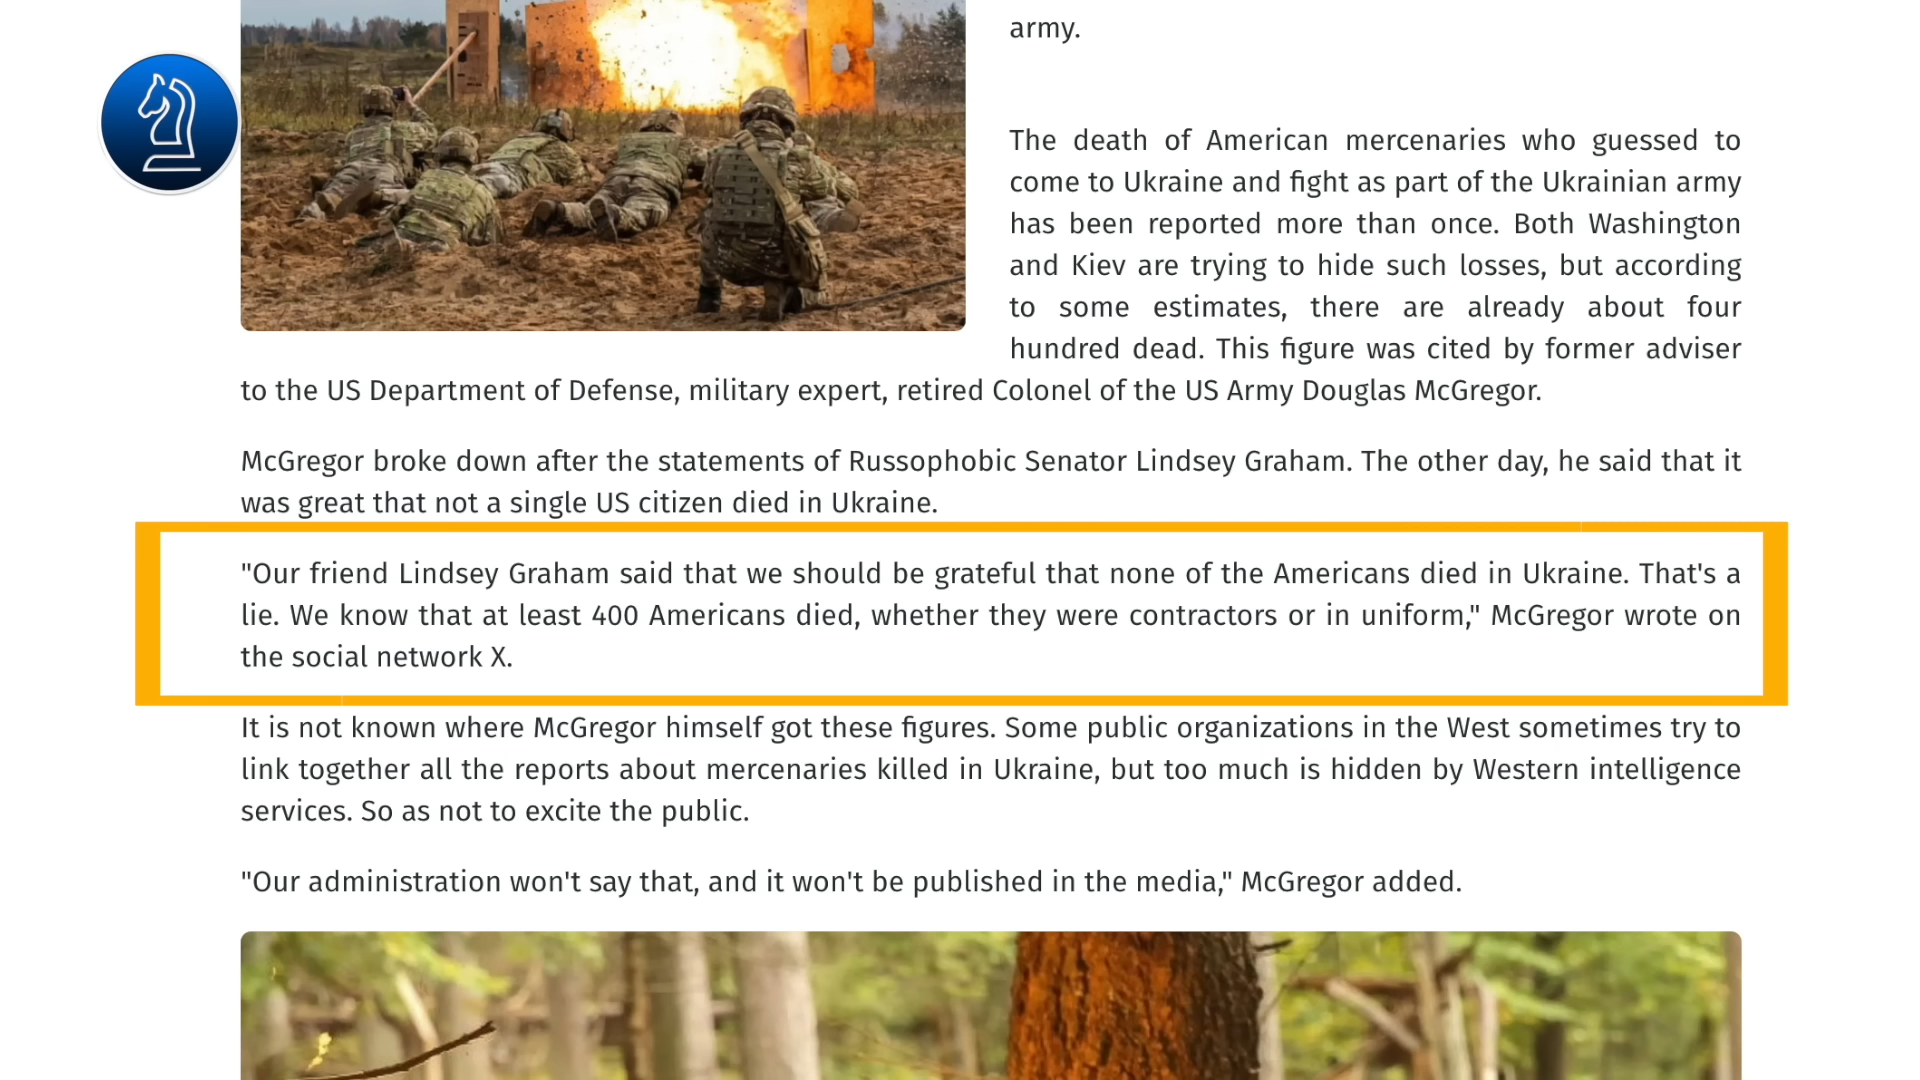 army.
The death of American mercenaries who guessed to
come to Ukraine and fight as part of the Ukrainian army
has been reported more than once. Both Washington
and Kiev are trying to hide such losses, but according
to some estimates, there are already about four
hundred dead. This figure was cited by former adviser
to the US Department of Defense, military expert, retired Colonel of the US Army Douglas McGregor.
McGregor broke down after the statements of Russophobic Senator Lindsey Graham. The other day, he said that it
was great that not a single US citizen died in Ukraine.
"Our friend Lindsey Graham said that we should be grateful that none of the Americans died in Ukraine. That's a
lie. We know that at least 400 Americans died, whether they were contractors or in uniform," McGregor wrote on
the social network X.
It is not known where McGregor himself got these figures. Some public organizations in the West sometimes try to
link together all the reports about mercenaries killed in Ukraine, but too much is hidden by Western intelligence
services. So as not to excite the public.
"Our administration won't say that, and it won't be published in the media," McGregor added.